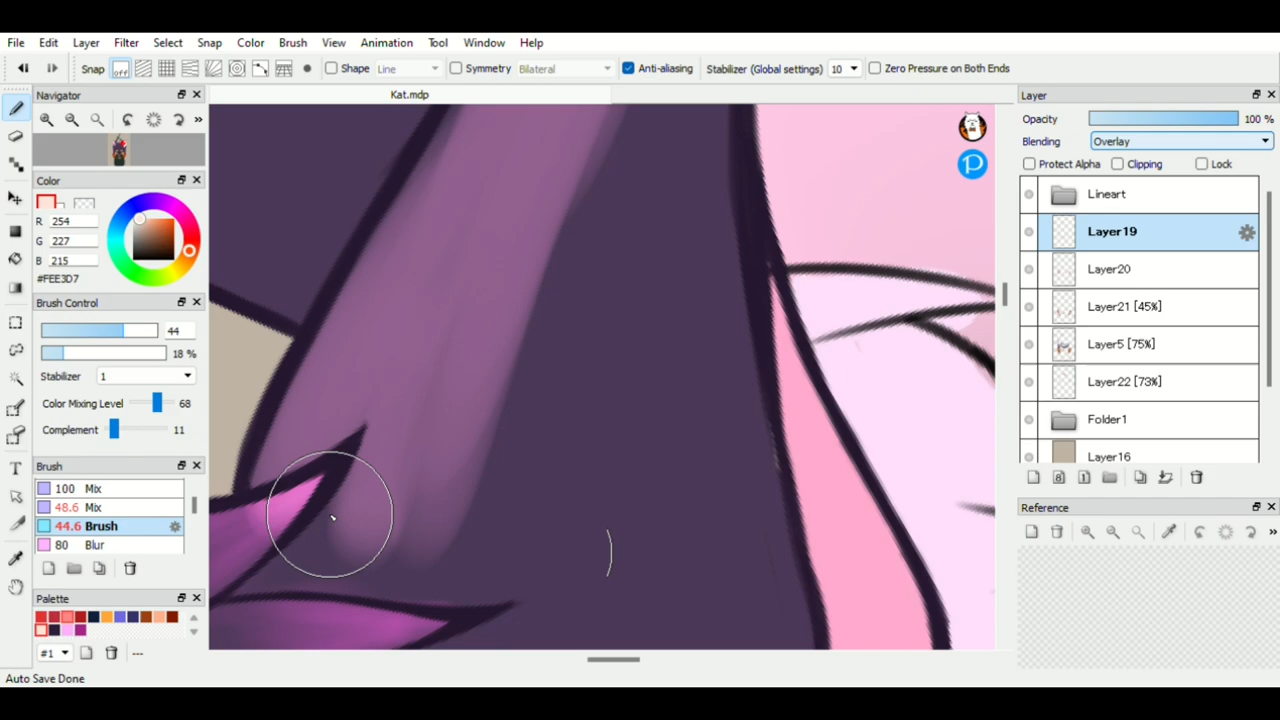 File Edit Layer Filter Select Snap Color Brush View Animation Tool Window Help
Snap off Shape Line Symmetry Bilateral Anti-aliasing Stabilizer (Global settings) 10 Zero Pressure on Both Ends
Navigator
Kat.mdp
Color
R 254
G 227
B 215
#FEE3D7
Brush Control
44
18 %
Stabilizer 1
Color Mixing Level 68
Complement 11
Brush
100 Mix
48.6 Mix
44.6 Brush
80 Blur
Palette
#1 ---
Auto Save Done
Layer
Opacity 100 %
Blending Overlay
Protect Alpha Clipping Lock
Lineart
Layer19
Layer20
Layer21 [45%]
Layer5 [75%]
Layer22 [73%]
Folder1
Layer16
8 1
Reference